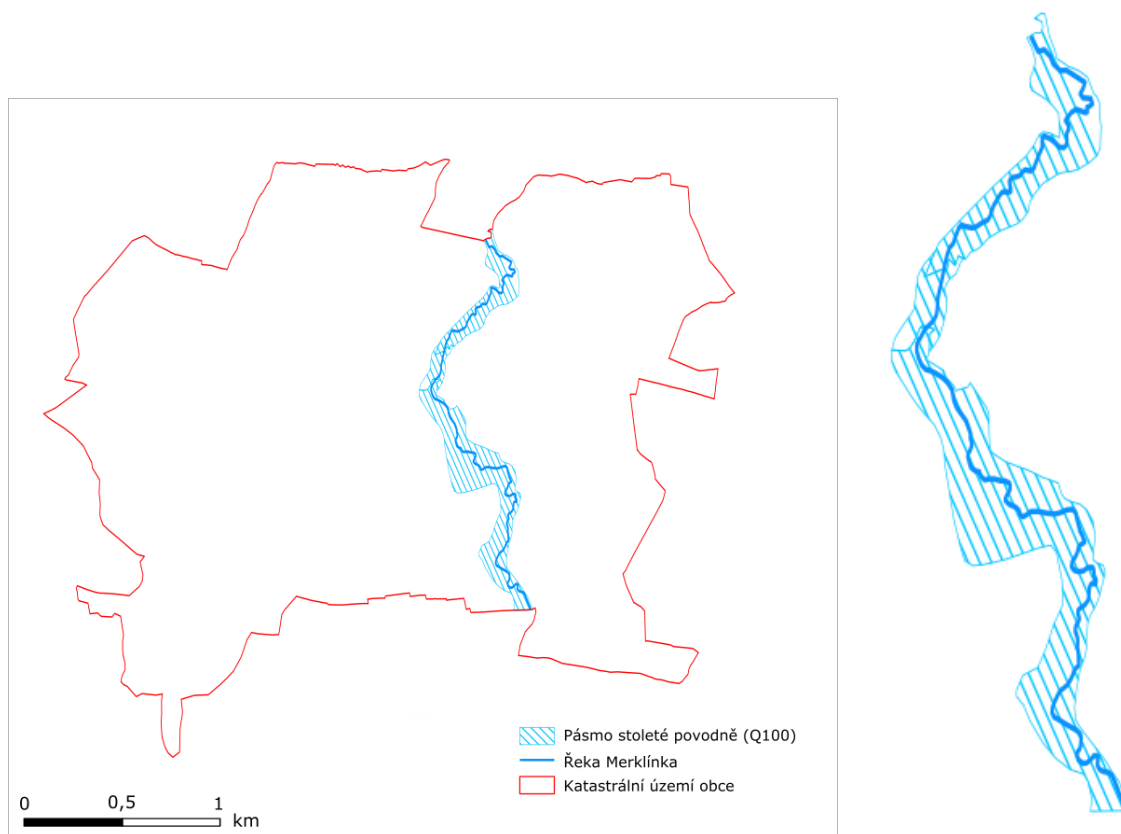 Pásmo stoleté povodně (Q100)
Řeka Merklínka
Katastrální území obce
0 0,5 1
km